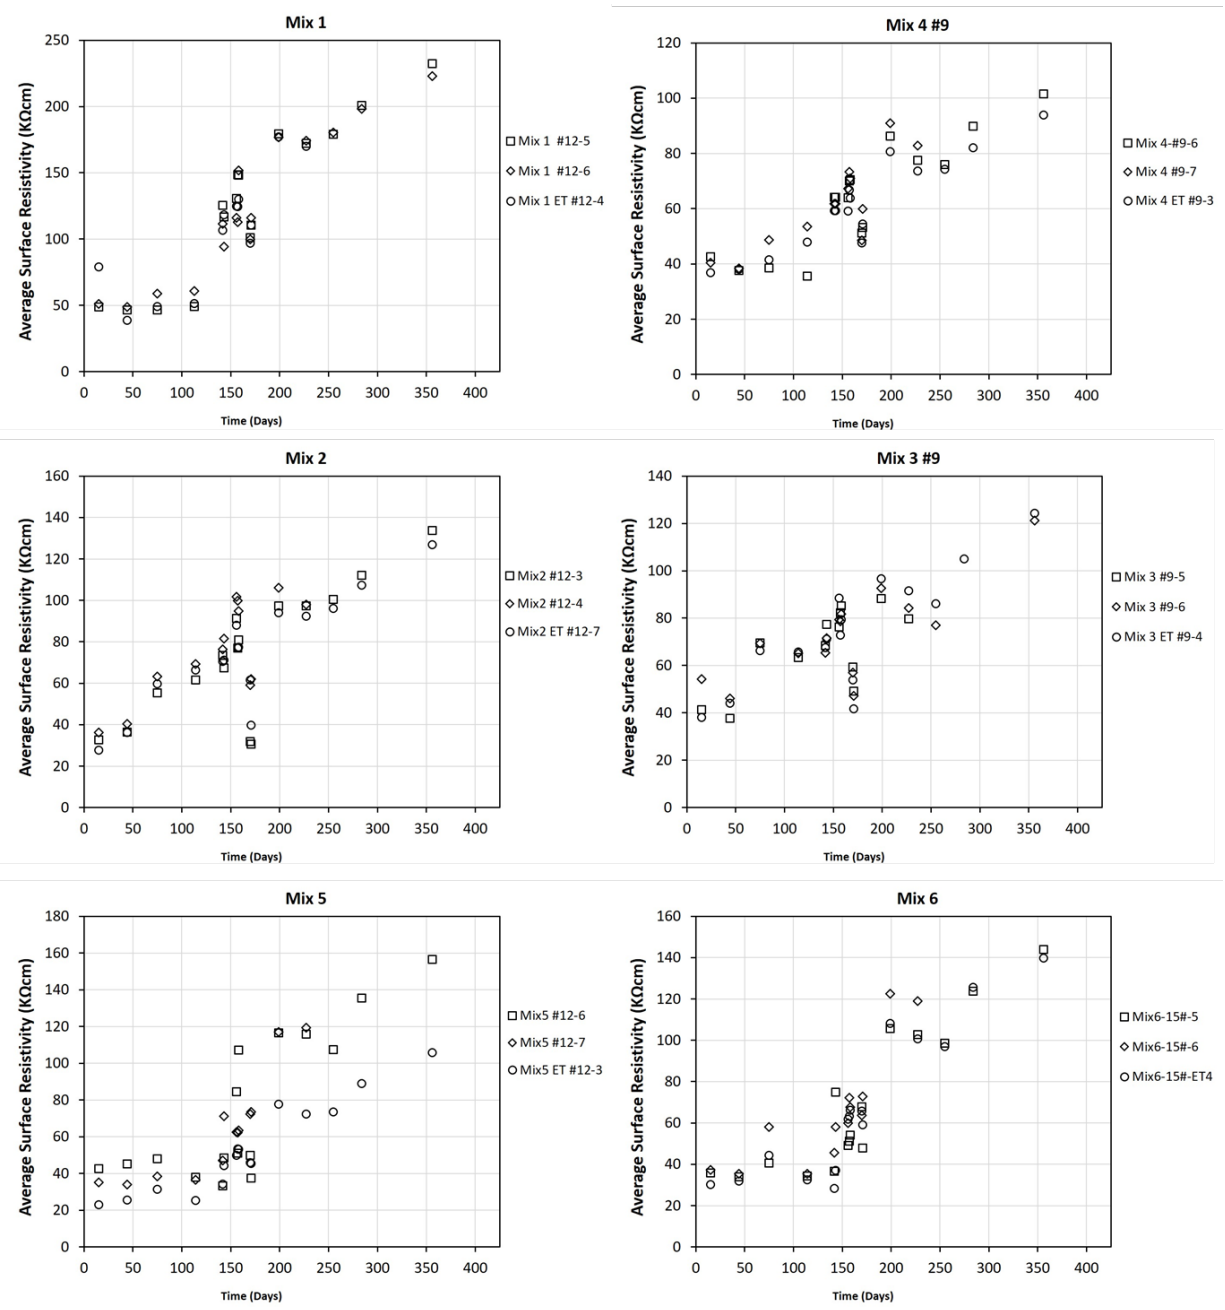 Mix 1
Average Surface Resistivity (KΩcm)
250
200
150
100
50
0
0 50 100 150 200 250 300 350 400
Time (Days)
Mix 1 #12-5
Mix 1 #12-6
Mix 1 ET #12-4
Mix 4 #9
Average Surface Resistivity (KΩcm)
120
100
80
60
40
20
0
0 50 100 150 200 250 300 350 400
Time (Days)
Mix 4-#9-6
Mix 4 #9-7
Mix 4 ET #9-3
Mix 2
Average Surface Resistivity (KΩcm)
160
140
120
100
80
60
40
20
0
0 50 100 150 200 250 300 350 400
Time (Days)
Mix2 #12-3
Mix2 #12-4
Mix2 ET #12-7
Mix 3 #9
Average Surface Resistivity (KΩcm)
140
120
100
80
60
40
20
0
0 50 100 150 200 250 300 350 400
Time (Days)
Mix 3 #9-5
Mix 3 #9-6
Mix 3 ET #9-4
Mix 5
Average Surface Resistivity (KΩcm)
180
160
140
120
100
80
60
40
20
0
0 50 100 150 200 250 300 350 400
Time (Days)
Mix5 #12-6
Mix5 #12-7
Mix5 ET #12-3
Mix 6
Average Surface Resistivity (KΩcm)
160
140
120
100
80
60
40
20
0
0 50 100 150 200 250 300 350 400
Time (Days)
Mix6-15#-5
Mix6-15#-6
Mix6-15#-ET4